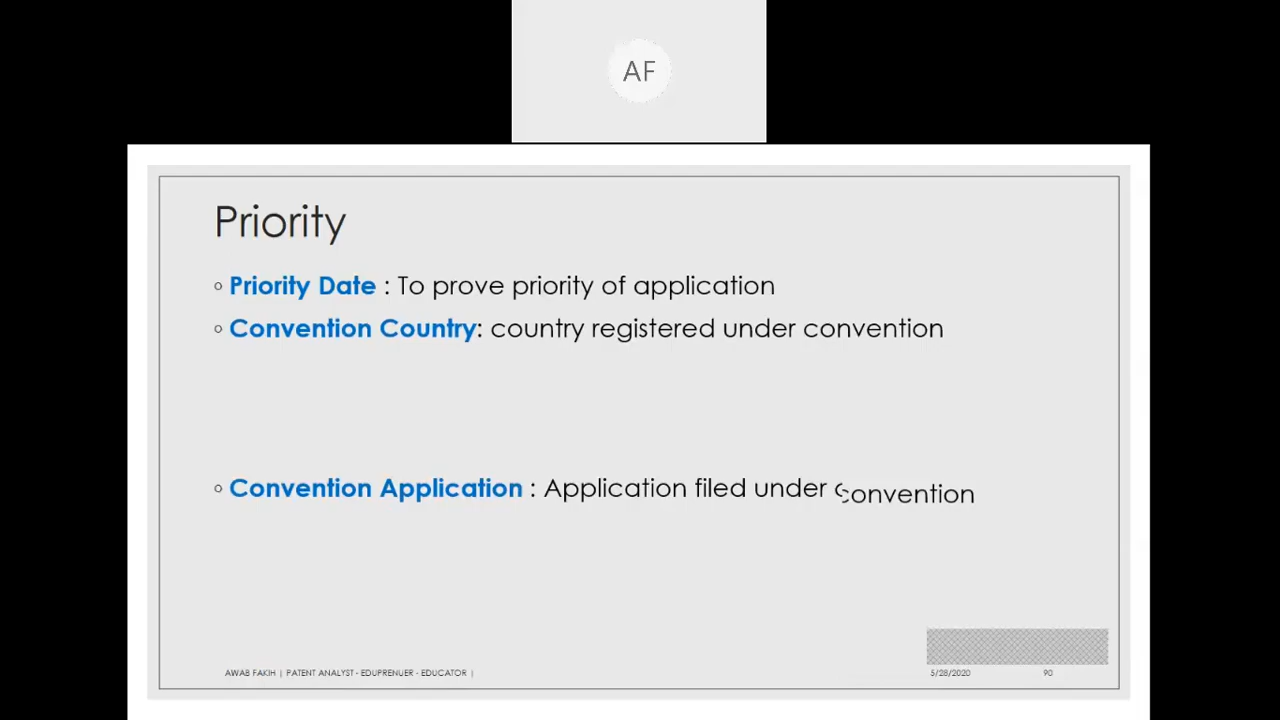 AF
Priority
◦ Priority Date : To prove priority of application
◦ Convention Country: country registered under convention
◦ Convention Application : Application filed under convention
AWAB FAKIH | PATENT ANALYST - EDUPRENUER - EDUCATOR |
5/28/2020
90